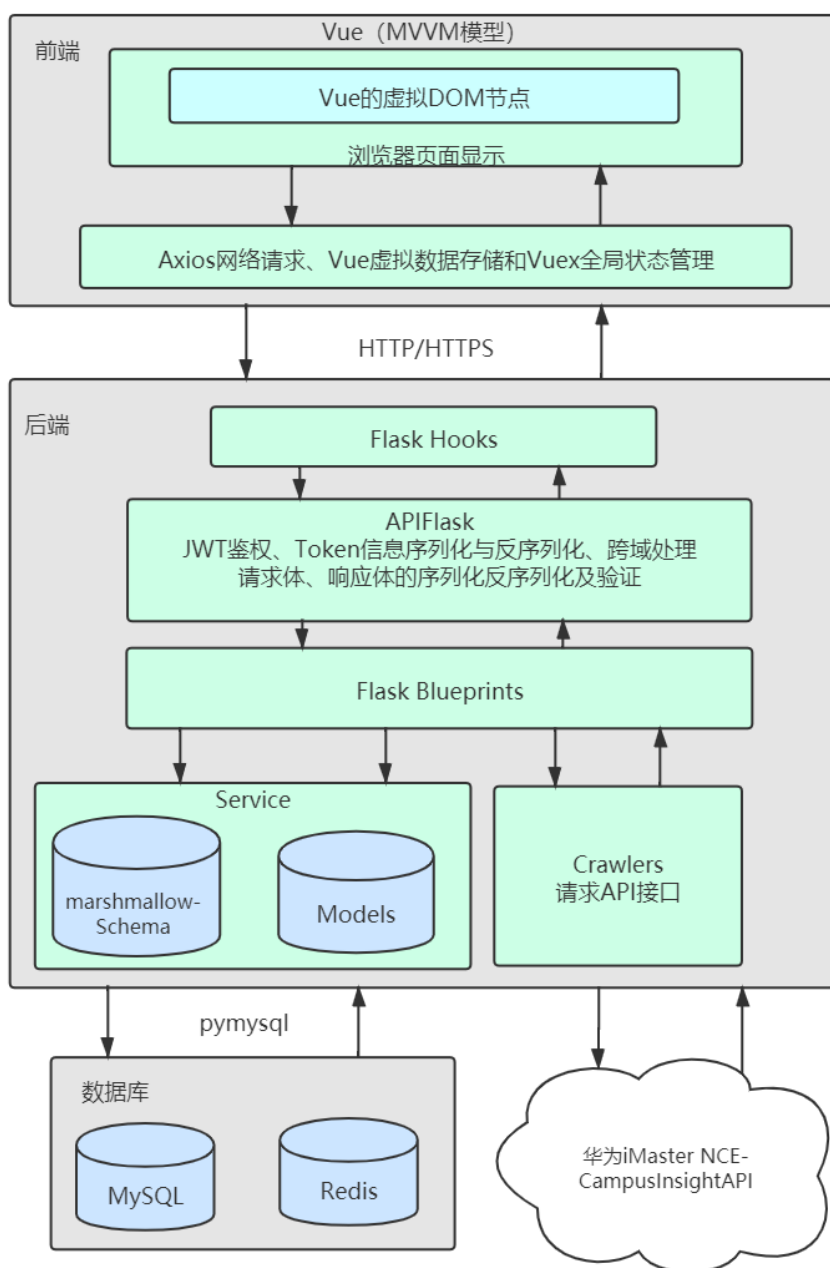 Vue（MVVM模型）
前端
Vue的虚拟DOM节点
浏览器页面显示
Axios网络请求、Vue虚拟数据存储和Vuex全局状态管理
HTTP/HTTPS
后端
Flask Hooks
APIFlask
JWT鉴权、Token信息序列化与反序列化、跨域处理
请求体、响应体的序列化反序列化及验证
Flask Blueprints
Service
marshmallow-
Schema
Models
Crawlers
请求API接口
pymysql
数据库
MySQL
Redis
华为iMaster NCE-
CampusInsightAPI